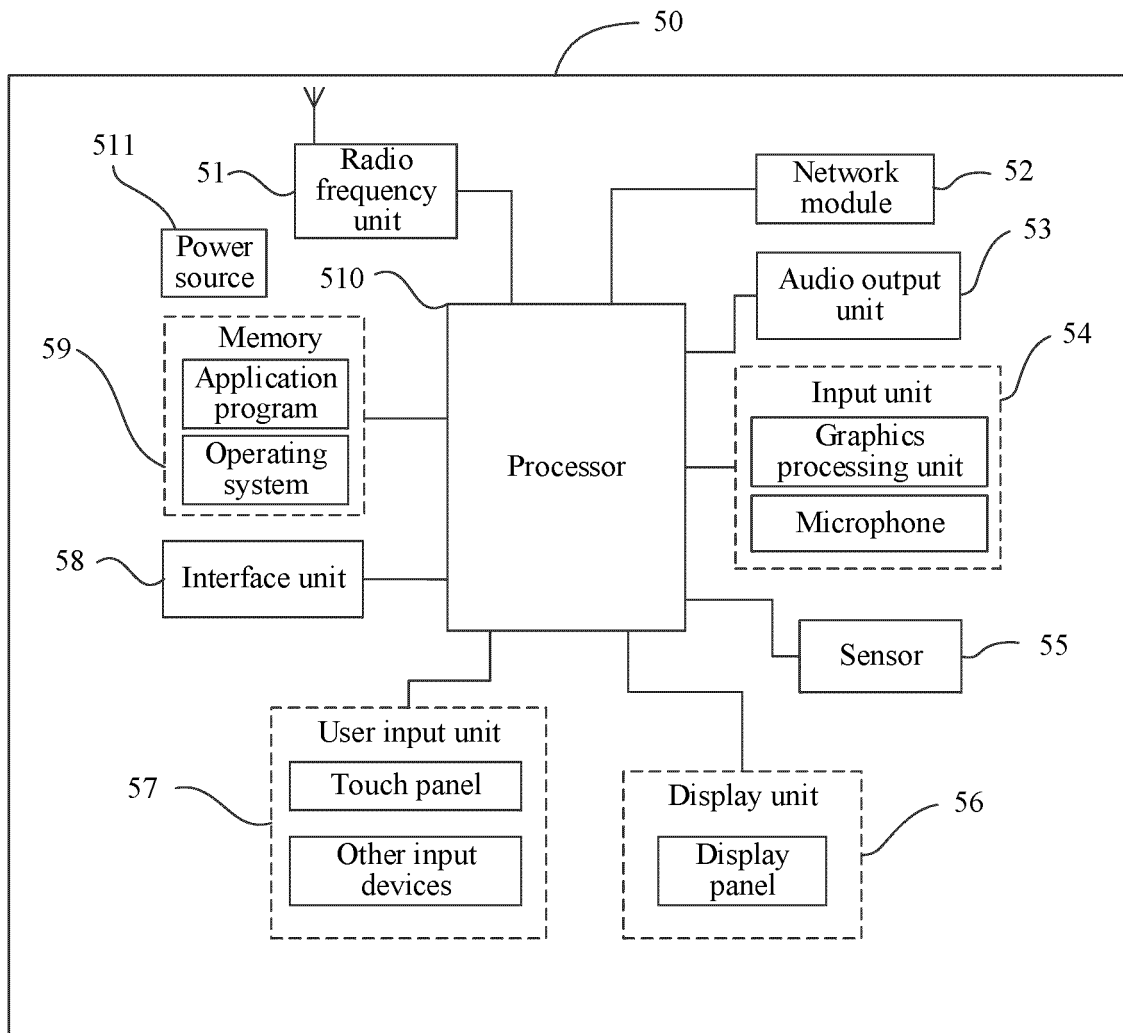 50
511
51
Radio
frequency
unit
Network
module
52
Power
source
53
510
Audio output
unit
59
Memory
Application
program
Operating
system
54
Input unit
Graphics
processing unit
Microphone
Processor
58
Interface unit
Sensor
55
57
User input unit
Touch panel
Other input
devices
Display unit
Display
panel
56